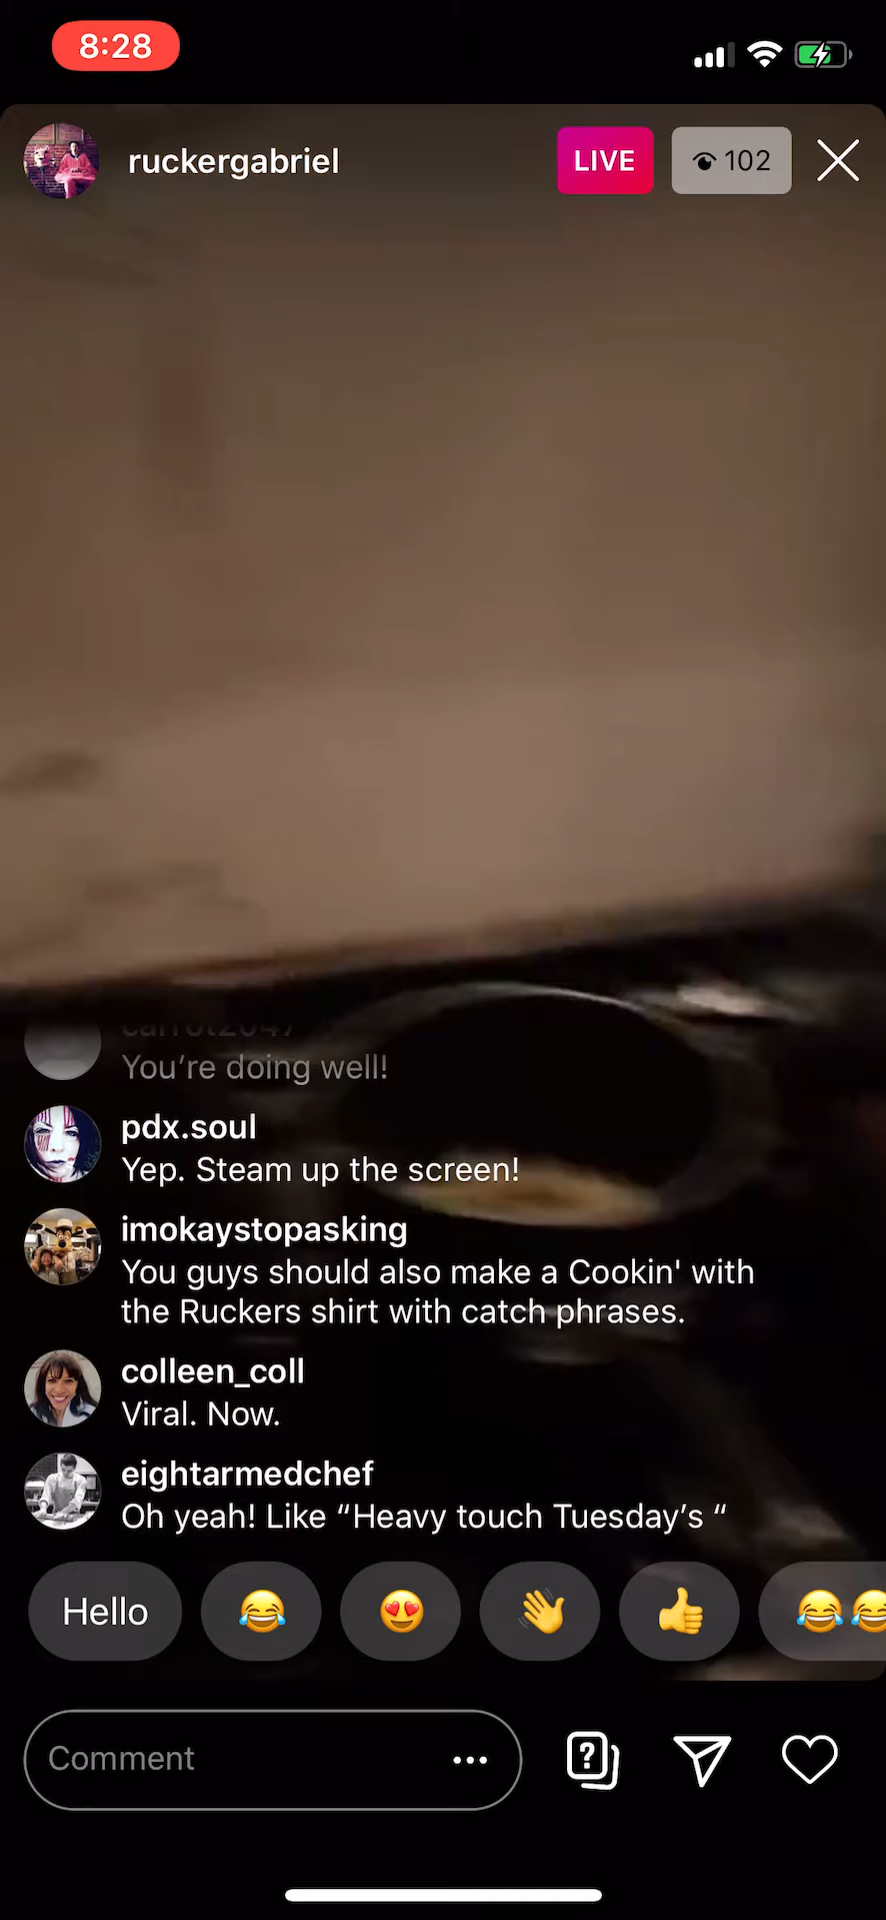 8:28
ruckergabriel
LIVE
102
carrot2047
You’re doing well!
pdx.soul
Yep. Steam up the screen!
imokaystopasking
You guys should also make a Cookin' with
the Ruckers shirt with catch phrases.
colleen_coll
Viral. Now.
eightarmedchef
Oh yeah! Like “Heavy touch Tuesday’s “
Hello
Comment